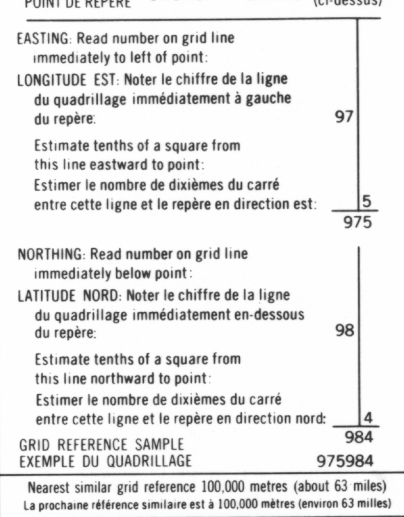 POINT DE REPÈRE (ci-dessus)
EASTING: Read number on grid line
immediately to left of point:
LONGITUDE EST: Noter le chiffre de la ligne
du quadrillage immédiatement à gauche
du repère: 97
Estimate tenths of a square from
this line eastward to point:
Estimer le nombre de dixièmes du carré
entre cette ligne et le repère en direction est: 5
975
NORTHING: Read number on grid line
immediately below point:
LATITUDE NORD: Noter le chiffre de la ligne
du quadrillage immédiatement en-dessous
du repère: 98
Estimate tenths of a square from
this line northward to point:
Estimer le nombre de dixièmes du carré
entre cette ligne et le repère en direction nord: 4
984
GRID REFERENCE SAMPLE
EXEMPLE DU QUADRILLAGE 975984
Nearest similar grid reference 100,000 metres (about 63 miles)
La prochaine référence similaire est à 100,000 mètres (environ 63 milles)